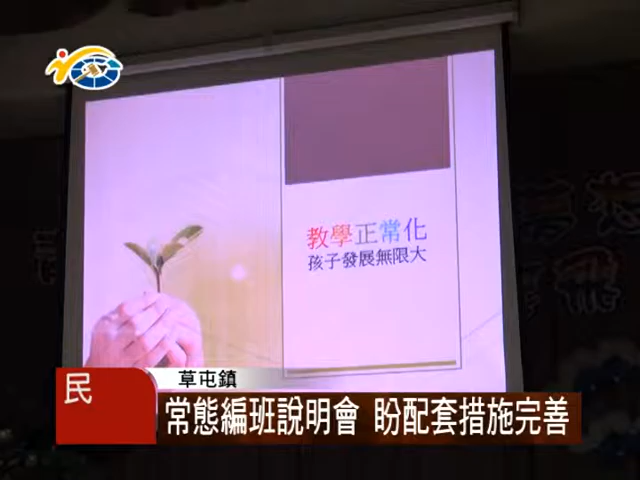 教學正常化
孩子發展無限大
民
草屯鎮
常態編班說明會 盼配套措施完善